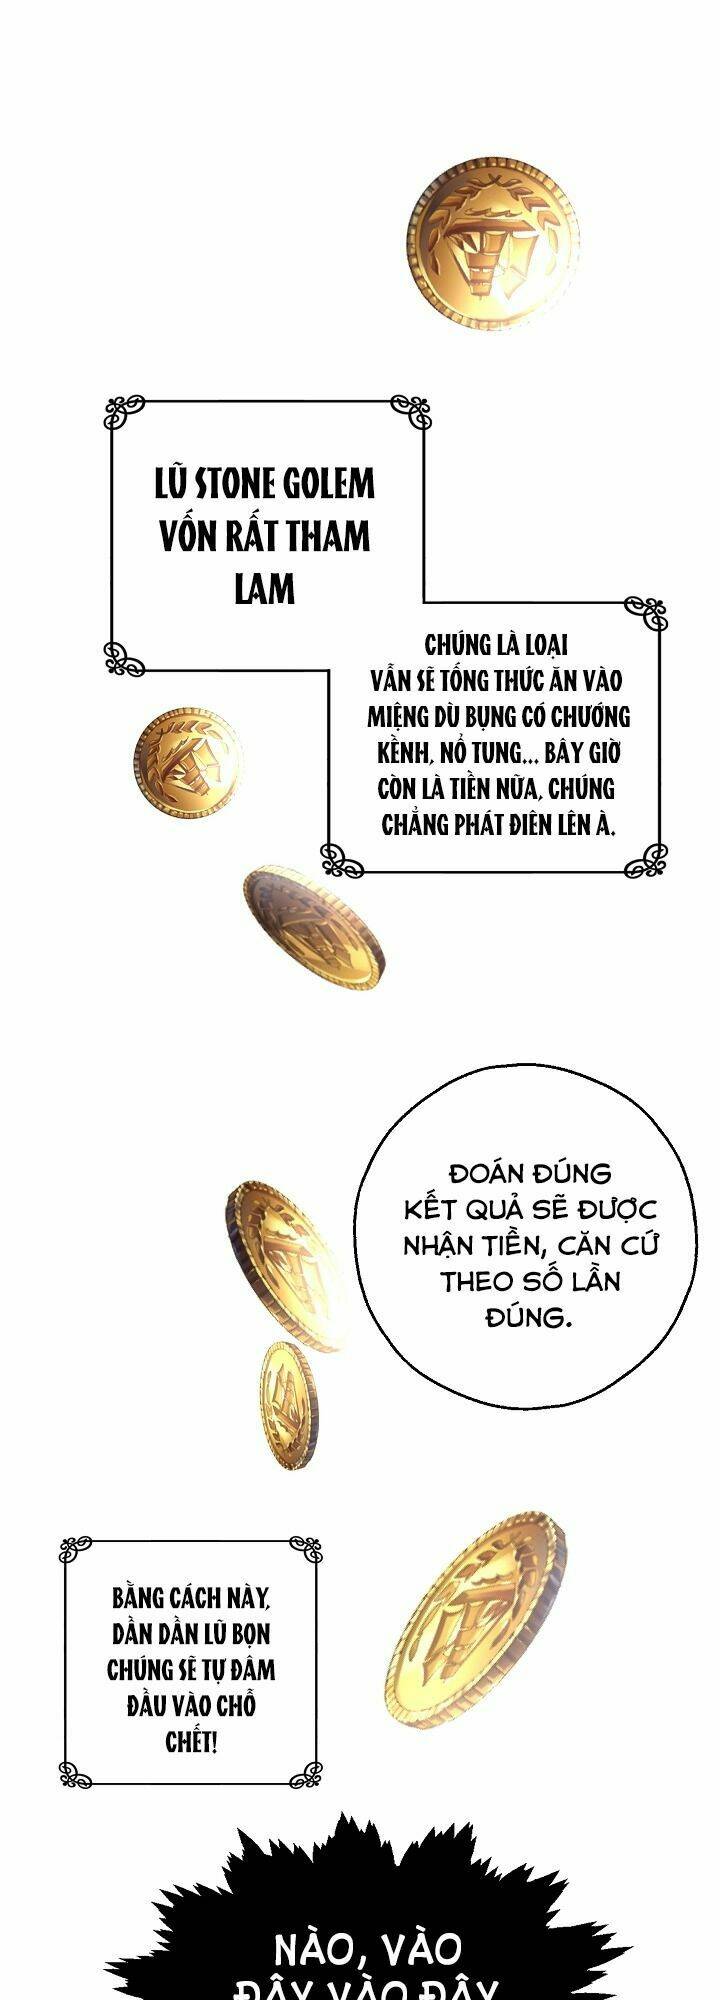 LŨ STONE GOLEM
VỐN RẤT THAM
LAM
CHÚNG LÀ LOẠI
VẪN SẼ TỐNG THỨC ĂN VÀO
MIỆNG DÙ BỤNG CÓ CHƯỚNG
KỀNH, NỔ TUNG... BÂY GIỜ
CÒN LÀ TIỀN NỮA, CHÚNG
CHẲNG PHÁT ĐIÊN LÊN À.
ĐOÁN ĐÚNG
KẾT QUẢ SẼ ĐƯỢC
NHẬN TIỀN, CĂN CỨ
THEO SỐ LẦN
ĐÚNG.
BẰNG CÁCH NÀY,
DẦN DẦN LŨ BỌN
CHÚNG SẼ TỰ ĐÂM
ĐẦU VÀO CHỖ
CHẾT!
NÀO, VÀO
ĐÂY VÀO ĐÂY